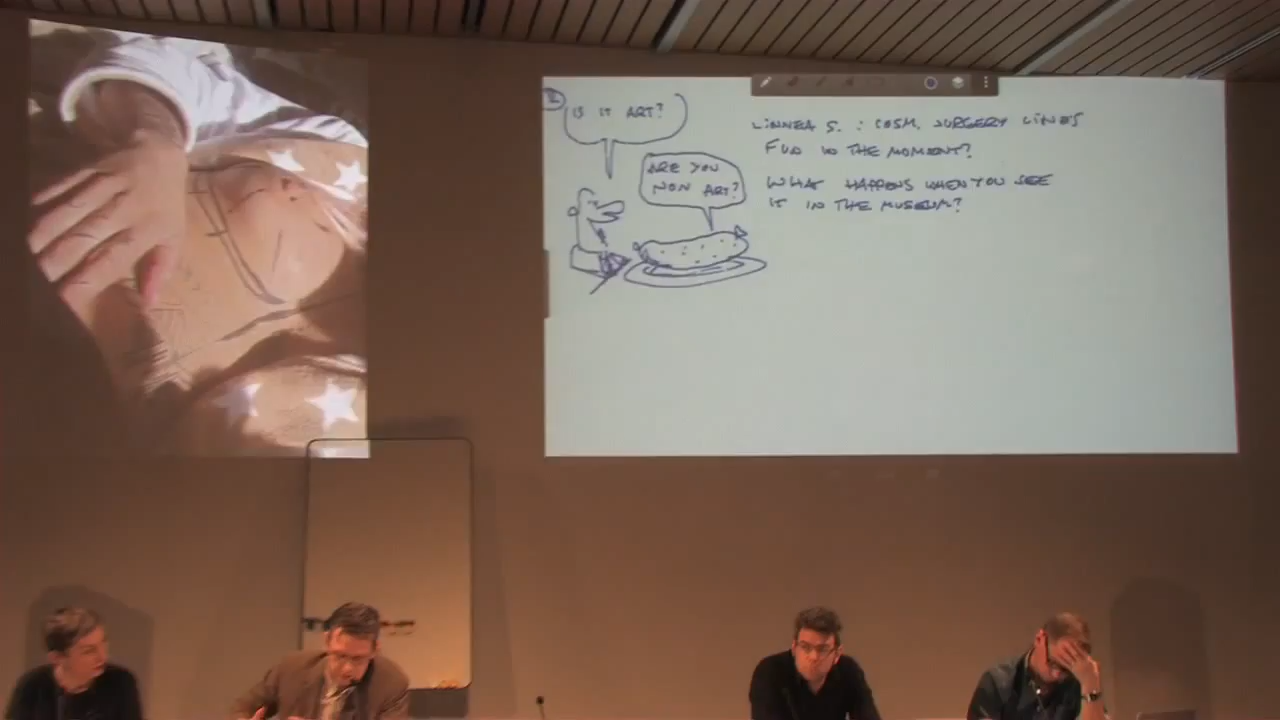 IS IT ART?
ARE YOU
NON ART?
LINNEA S. : COSM. SURGERY LINES
FUN IN THE MOMENT?
WHAT HAPPENS WHEN YOU SEE
IT IN THE MUSEUM?